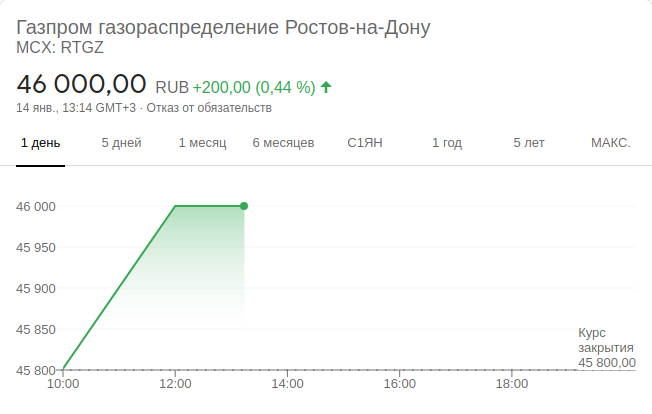 Газпром газораспределение Ростов-на-Дону
MCX: RTGZ
46 000,00 RUB +200,00 (0,44 %)
14 янв., 13:14 GMT+3 · Отказ от обязательств
1 день 5 дней 1 месяц 6 месяцев С1ЯН 1 год 5 лет МАКС.
46 000
45 950
45 900
45 850
Курс
закрытия
45 800,00
45 800
10:00 12:00 14:00 16:00 18:00